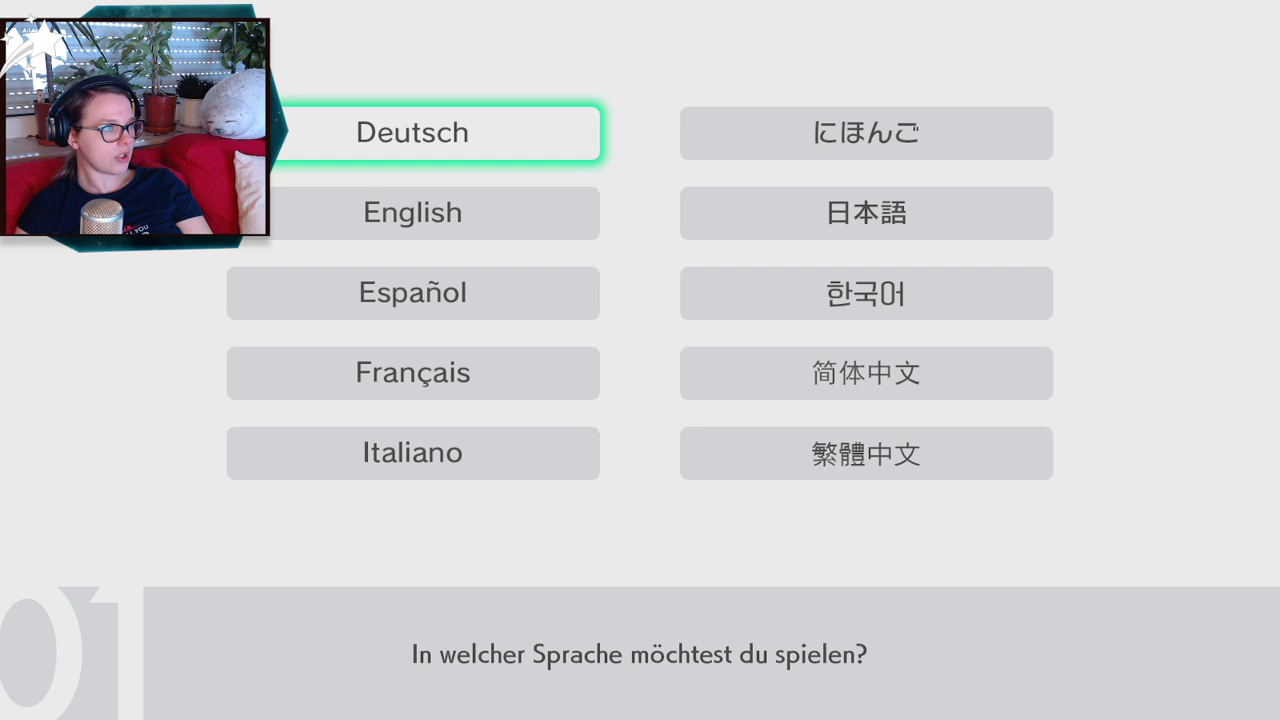 Deutsch
にほんご
English
日本語
Español
한국어
Français
简体中文
Italiano
繁體中文
01
In welcher Sprache möchtest du spielen?